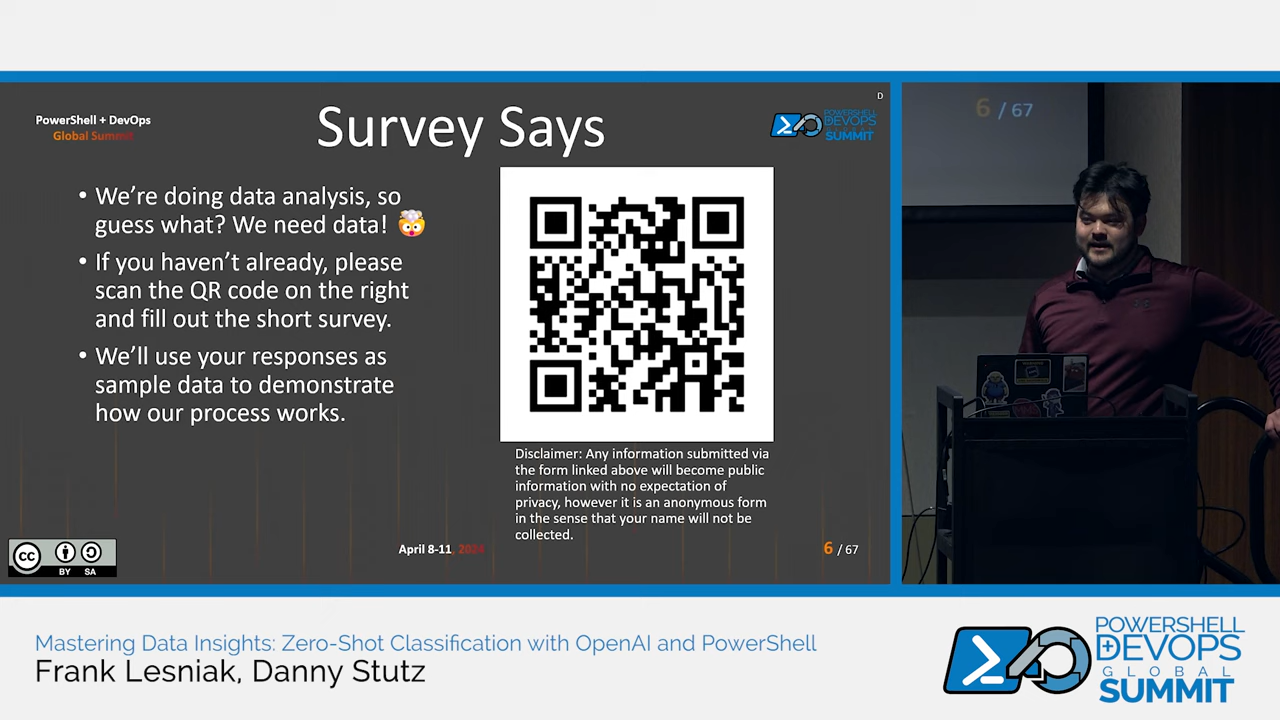 PowerShell + DevOps
Global Summit
Survey Says
D
POWERSHELL
DEVOPS
GLOBAL
SUMMIT
• We're doing data analysis, so
guess what? We need data! 🤯
• If you haven't already, please
scan the QR code on the right
and fill out the short survey.
• We'll use your responses as
sample data to demonstrate
how our process works.
Disclaimer: Any information submitted via
the form linked above will become public
information with no expectation of
privacy, however it is an anonymous form
in the sense that your name will not be
collected.
CC BY SA
April 8-11, 2024
6 / 67
6 / 67
Mastering Data Insights: Zero-Shot Classification with OpenAI and PowerShell
Frank Lesniak, Danny Stutz
POWERSHELL
DEVOPS
GLOBAL
SUMMIT